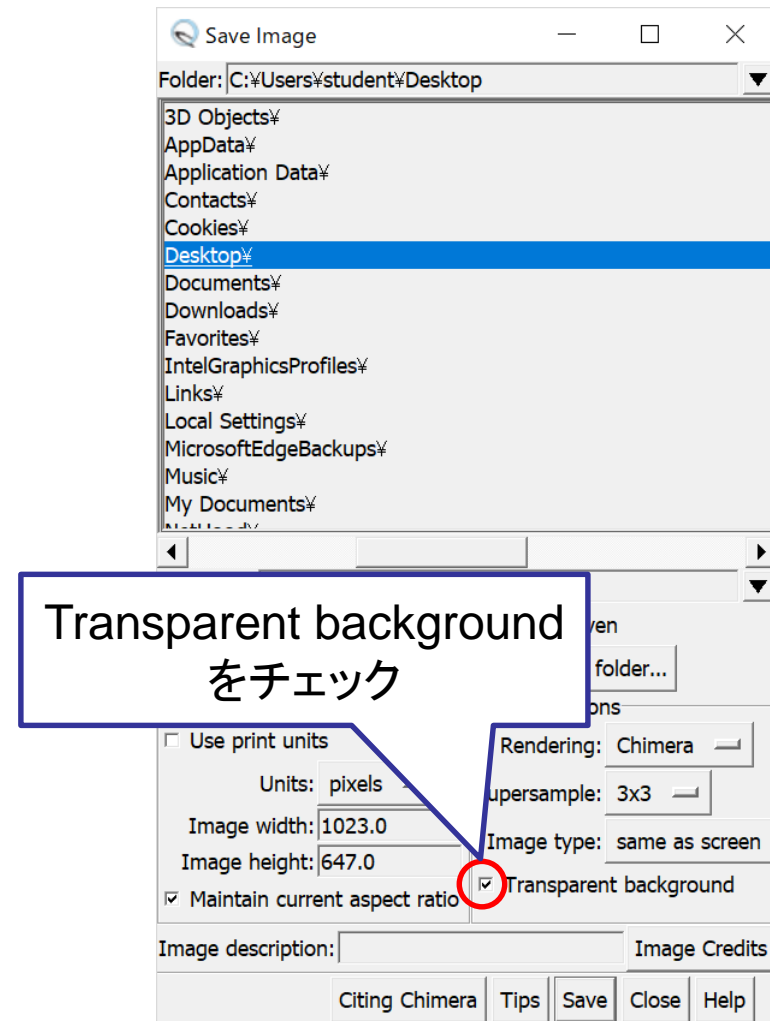 Save Image
Folder: C:¥Users¥student¥Desktop
3D Objects¥
AppData¥
Application Data¥
Contacts¥
Cookies¥
Desktop¥
Documents¥
Downloads¥
Favorites¥
IntelGraphicsProfiles¥
Links¥
Local Settings¥
MicrosoftEdgeBackups¥
Music¥
My Documents¥
Transparent background
をチェック
folder...
Use print units
Rendering: Chimera
Units: pixels
3x3
Image width: 1023.0
Image type: same as screen
Image height: 647.0
Transparent background
Maintain current aspect ratio
Image description:
Image Credits
Citing Chimera Tips Save Close Help